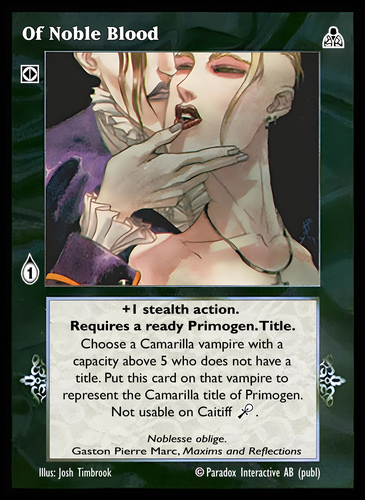 Of Noble Blood
1
+1 stealth action.
Requires a ready Primogen. Title.
Choose a Camarilla vampire with a
capacity above 5 who does not have a
title. Put this card on that vampire to
represent the Camarilla title of Primogen.
Not usable on Caitiff .
Noblesse oblige.
Gaston Pierre Marc, Maxims and Reflections
Illus: Josh Timbrook
© Paradox Interactive AB (publ)